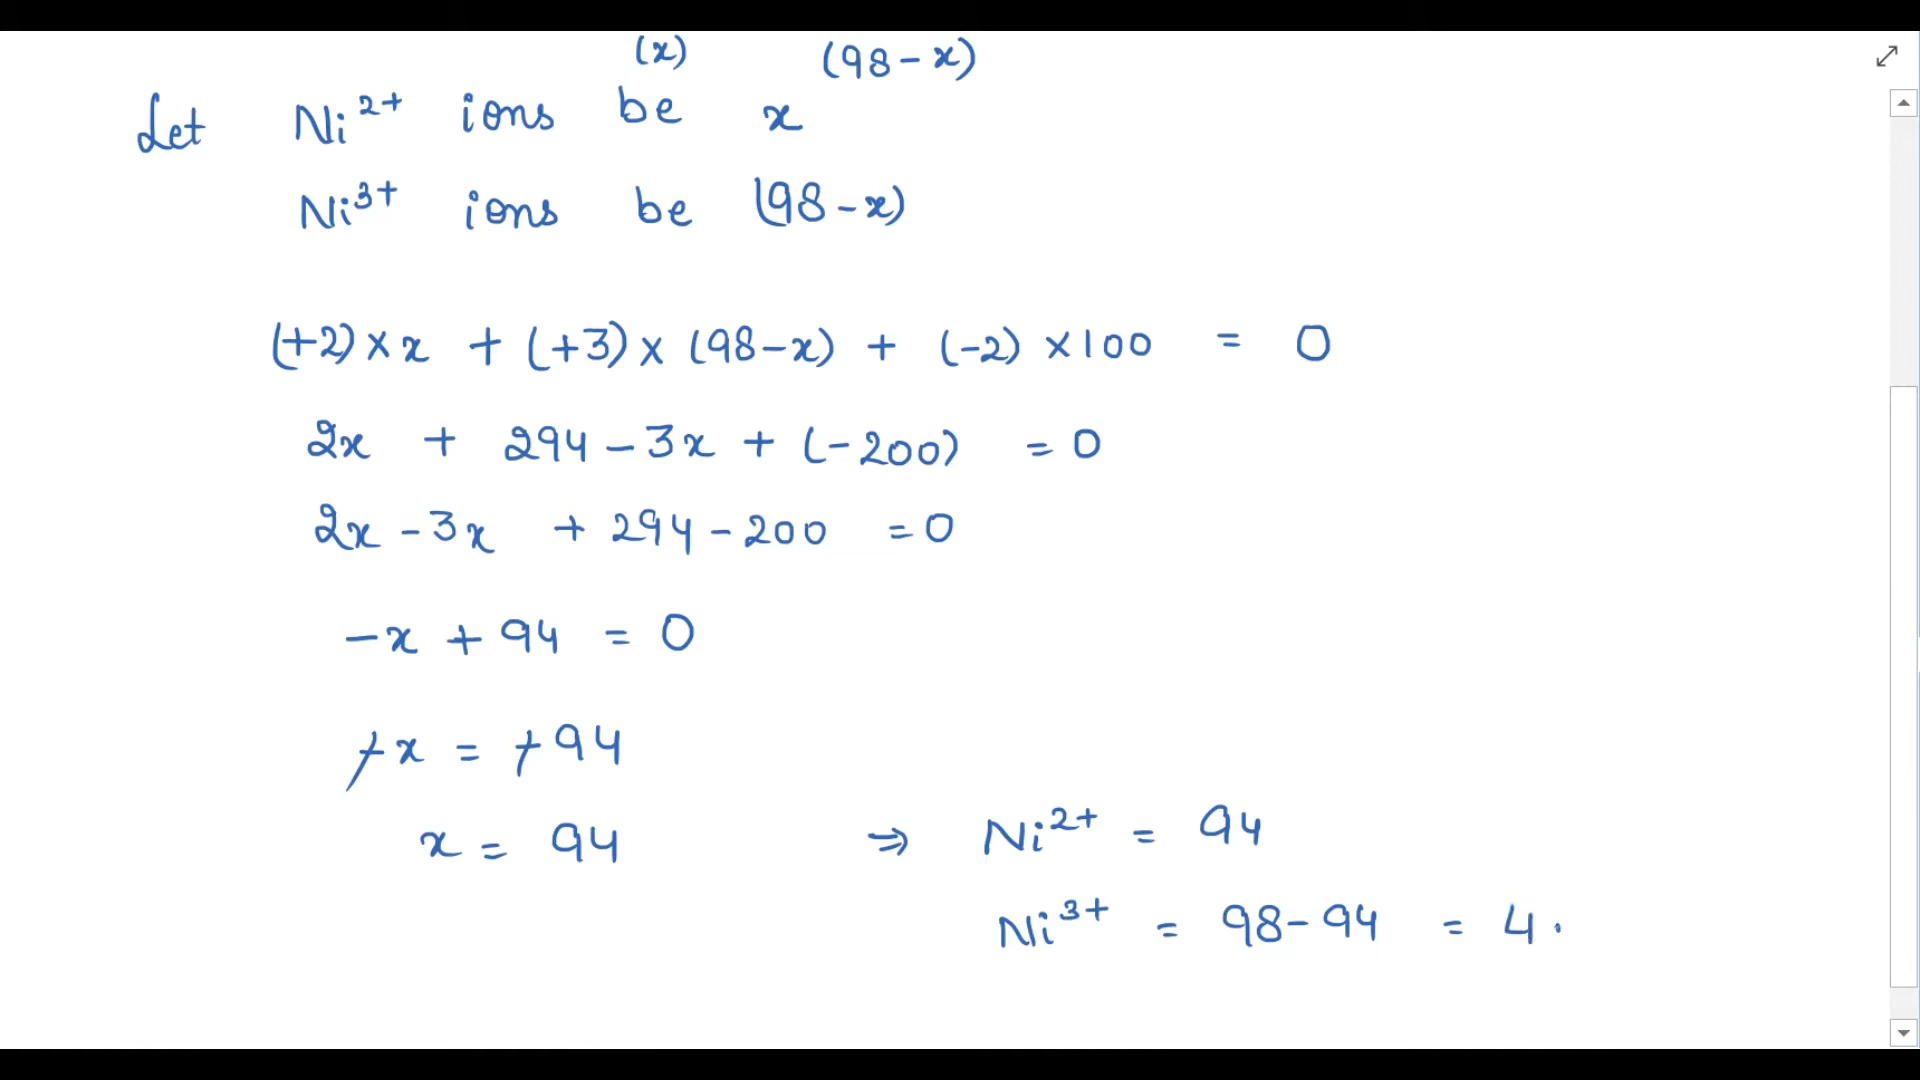 (x) (98-x)
Let Ni²⁺ ions be x
Ni³⁺ ions be (98-x)
(+2)×x + (+3)×(98-x) + (-2)×100 = 0
2x + 294-3x + (-200) = 0
2x-3x + 294-200 = 0
-x + 94 = 0
-x = -94
x = 94 ⇒ Ni²⁺ = 94
Ni³⁺ = 98-94 = 4.